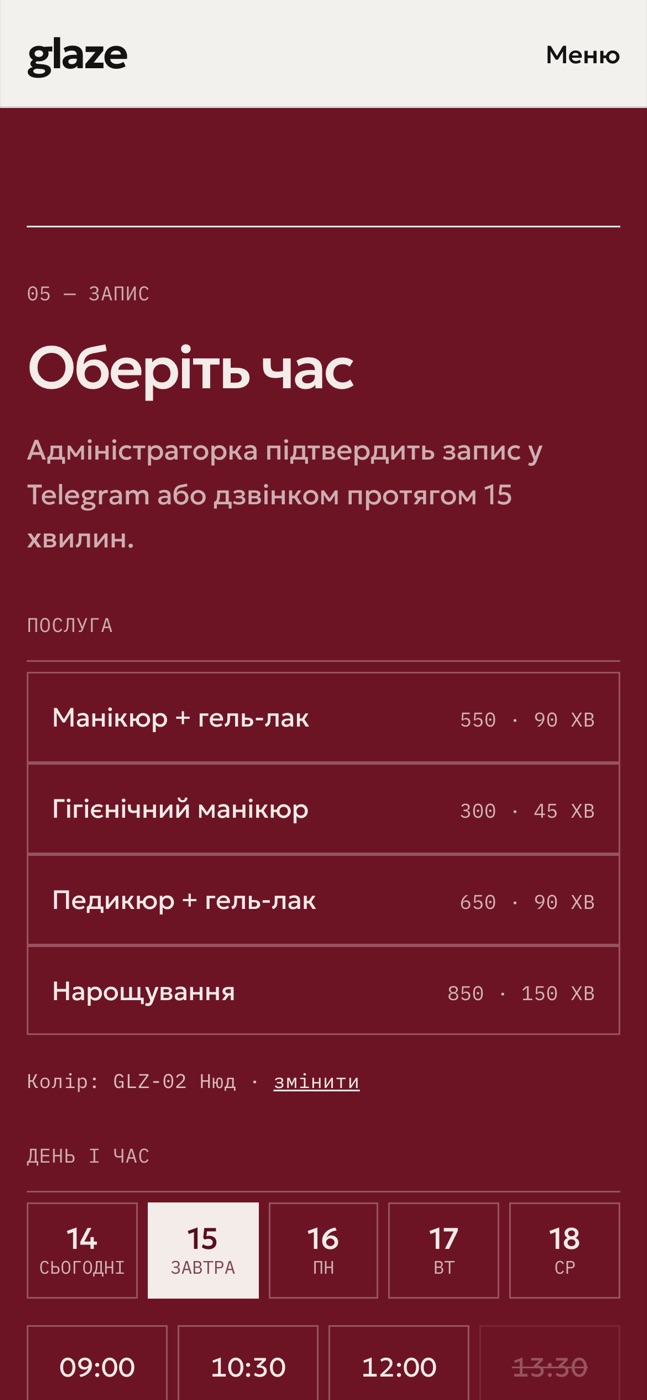 glaze
Меню
05 — ЗАПИС
Оберіть час
Адміністраторка підтвердить запис у
Telegram або дзвінком протягом 15
хвилин.
ПОСЛУГА
Манікюр + гель-лак 550 · 90 ХВ
Гігієнічний манікюр 300 · 45 ХВ
Педикюр + гель-лак 650 · 90 ХВ
Нарощування 850 · 150 ХВ
Колір: GLZ-02 Нюд · змінити
ДЕНЬ І ЧАС
14 15 16 17 18
СЬОГОДНІ ЗАВТРА ПН ВТ СР
09:00 10:30 12:00 13:30